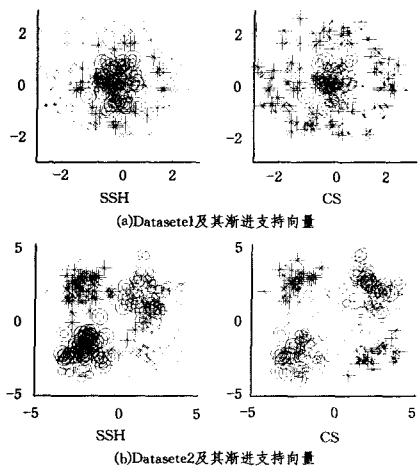 2 2
0 0
-2 -2
-2 0 2 -2 0 2
SSH CS
(a)Datasete1及其渐进支持向量
5 5
0 0
-5 -5
-5 0 5 -5 0 5
SSH CS
(b)Datasete2及其渐进支持向量